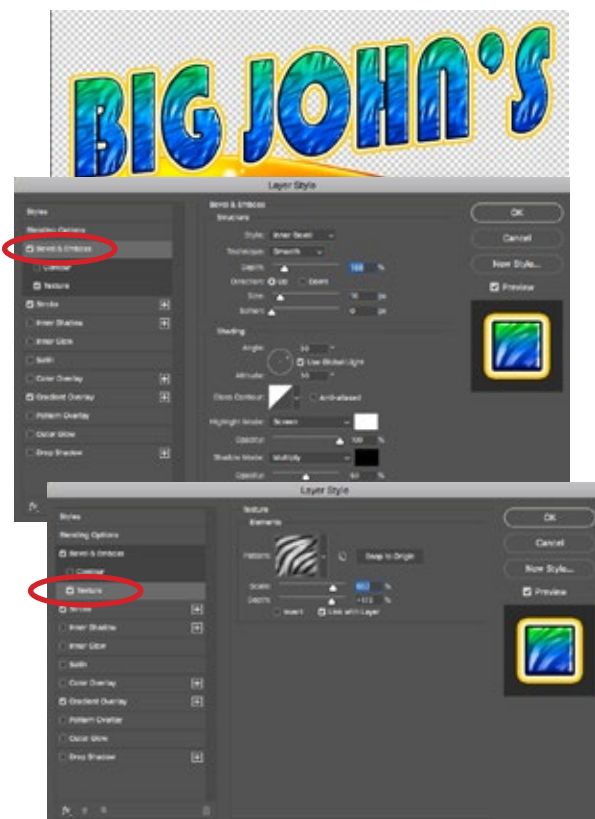 BIG JOHN'S
Layer Style
Styles
Blending Options
Bevel & Emboss
Contour
Texture
Stroke
Inner Shadow
Inner Glow
Satin
Color Overlay
Gradient Overlay
Pattern Overlay
Outer Glow
Drop Shadow
fx
Bevel & Emboss
Structure
Style: Inner Bevel
Technique: Smooth
Depth: %
Direction: Up Down
Size: px
Soften: 0 px
Shading
Angle:
Use Global Light
Altitude:
Gloss Contour: Anti-aliased
Highlight Mode: Screen
Opacity: 100 %
Shadow Mode: Multiply
Opacity: %
OK
Cancel
New Style...
Preview
Layer Style
Styles
Blending Options
Bevel & Emboss
Contour
Texture
Stroke
Inner Shadow
Inner Glow
Satin
Color Overlay
Gradient Overlay
Pattern Overlay
Outer Glow
Drop Shadow
fx
Texture
Elements
Pattern: Snap to Origin
Scale: %
Depth: %
Invert Link with Layer
OK
Cancel
New Style...
Preview